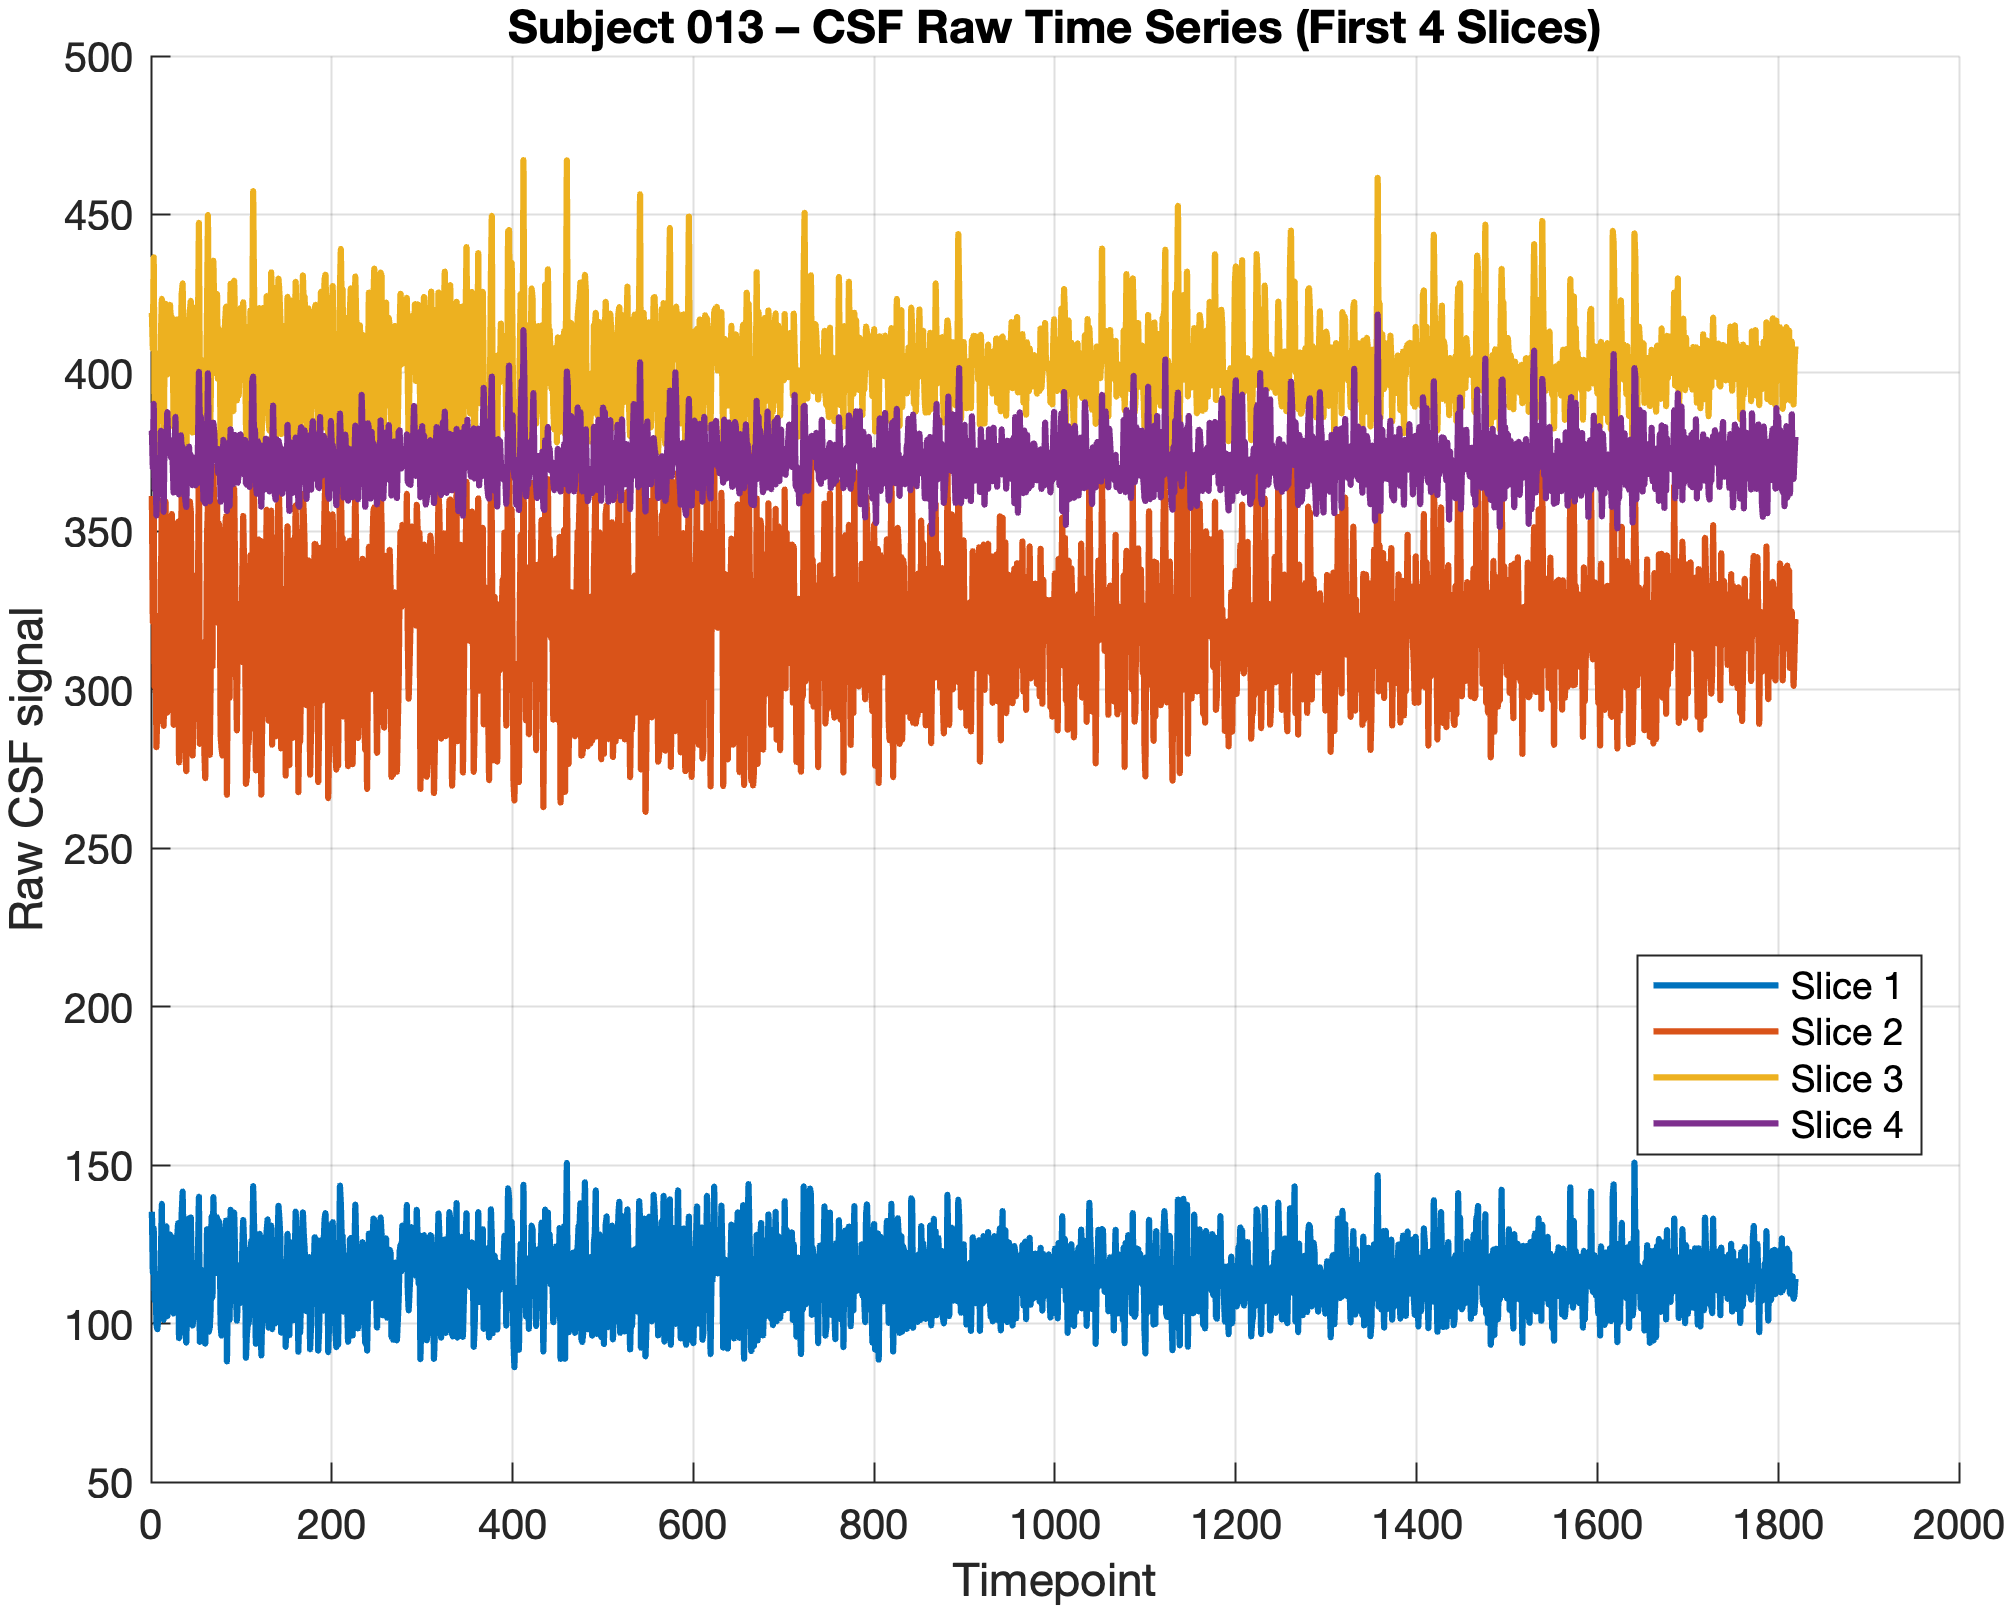 Subject 013 – CSF Raw Time Series (First 4 Slices)
500
450
400
350
300
250
200
150
100
50
Raw CSF signal
Slice 1
Slice 2
Slice 3
Slice 4
0 200 400 600 800 1000 1200 1400 1600 1800 2000
Timepoint